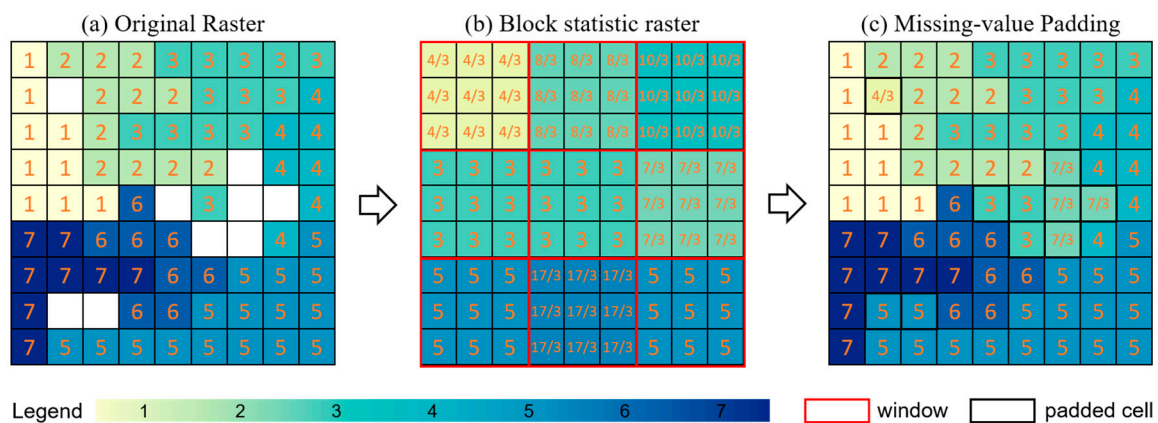 (a) Original Raster
(b) Block statistic raster
(c) Missing-value Padding
1 2 2 2 3 3 3 3 3
1 2 2 2 3 3 3 4
1 1 2 3 3 3 3 4 4
1 1 2 2 2 2 4 4
1 1 1 6 3 4
7 7 6 6 6 4 5
7 7 7 7 6 6 5 5 5
7 6 6 5 5 5 5
7 5 5 5 5 5 5 5 5
4/3 4/3 4/3 8/3 8/3 8/3 10/3 10/3 10/3
4/3 4/3 4/3 8/3 8/3 8/3 10/3 10/3 10/3
4/3 4/3 4/3 8/3 8/3 8/3 10/3 10/3 10/3
3 3 3 3 3 3 7/3 7/3 7/3
3 3 3 3 3 3 7/3 7/3 7/3
3 3 3 3 3 3 7/3 7/3 7/3
5 5 5 17/3 17/3 17/3 5 5 5
5 5 5 17/3 17/3 17/3 5 5 5
5 5 5 17/3 17/3 17/3 5 5 5
1 2 2 2 3 3 3 3 3
1 4/3 2 2 2 3 3 3 4
1 1 2 3 3 3 3 4 4
1 1 2 2 2 2 7/3 4 4
1 1 1 6 3 3 7/3 7/3 4
7 7 6 6 6 3 7/3 4 5
7 7 7 7 6 6 5 5 5
7 5 5 6 6 5 5 5 5
7 5 5 5 5 5 5 5 5
Legend 1 2 3 4 5 6 7 window padded cell